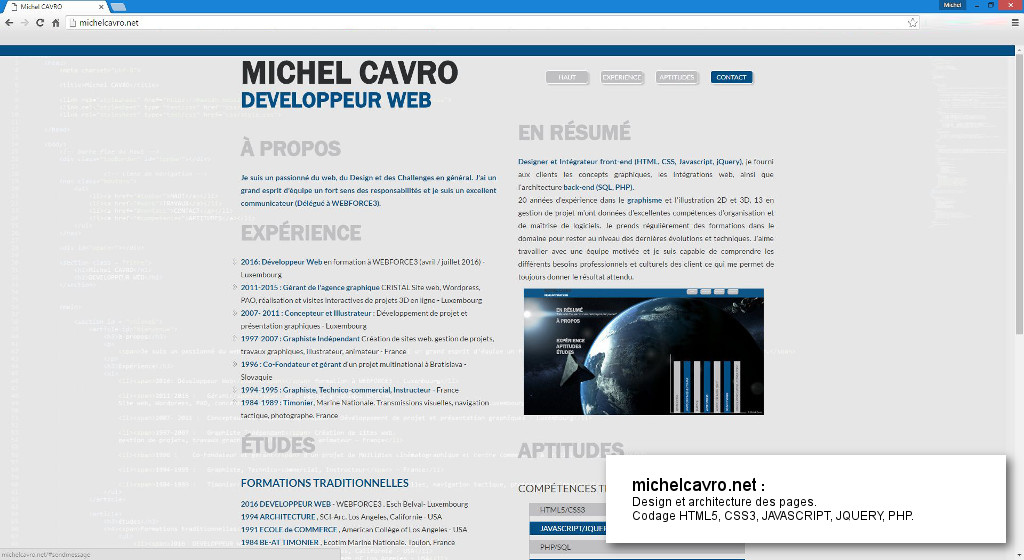 Michel CAVRO
Michel
michelcavro.net
MICHEL CAVRO
DEVELOPPEUR WEB
HAUT
EXPÉRIENCE
APTITUDES
CONTACT
À PROPOS
Je suis un passionné du web, du Design et des Challenges en général. J'ai un
grand esprit d'équipe un fort sens des responsabilités et je suis un excellent
communicateur (Délégué à WEBFORCE3).
EXPÉRIENCE
2016: Développeur Web en formation à WEBFORCE3 (avril / juillet 2016) -
Luxembourg
2011-2015 : Gérant de l'agence graphique CRISTAL Site web, Wordpress,
PAO, réalisation et visites interactives de projets 3D en ligne - Luxembourg
2007- 2011 : Concepteur et Illustrateur : Développement de projet et
présentation graphiques - Luxembourg
1997-2007 : Graphiste Indépendant Création de sites web, gestion de projets,
travaux graphiques, illustrateur, animateur - France
1996 : Co-Fondateur et gérant d'un projet multinational à Bratislava -
Slovaquie
1994-1995 : Graphiste, Technico-commercial, Instructeur - France
1984-1989 : Timonier, Marine Nationale. Transmissions visuelles, navigation
tactique, photographe. France
ÉTUDES
FORMATIONS TRADITIONNELLES
2016 DEVELOPPEUR WEB - WEBFORCE3 . Esch Belval- Luxembourg
1994 ARCHITECTURE , SCI-Arc. Los Angeles, Californie - USA
1991 ECOLE de COMMERCE , American Collège of Los Angeles - USA
1984 BE-AT TIMONIER , Ecotim Marine Nationale. Toulon, France
EN RÉSUMÉ
Designer et Intégrateur front-end (HTML, CSS, Javascript, jQuery), je fourni
aux clients les concepts graphiques, les intégrations web, ainsi que
l'architecture back-end (SQL, PHP).
20 années d'expérience dans le graphisme et l'illustration 2D et 3D, 13 en
gestion de projet m'ont données d'excellentes compétences d'organisation et
de maîtrise de logiciels. Je prends régulièrement des formations dans le
domaine pour rester au niveau des dernières évolutions et techniques. J'aime
travailler avec une équipe motivée et je suis capable de comprendre les
différents besoins professionnels et culturels des client ce qui me permet de
toujours donner le résultat attendu.
EN RÉSUMÉ
À PROPOS
EXPÉRIENCE
APTITUDES
ÉTUDES
APTITUDES
COMPÉTENCES
HTML5/CSS3
JAVASCRIPT/JQUER
PHP/SQL
michelcavro.net :
Design et architecture des pages.
Codage HTML5, CSS3, JAVASCRIPT, JQUERY, PHP.
michelcavro.net/#sendmessage